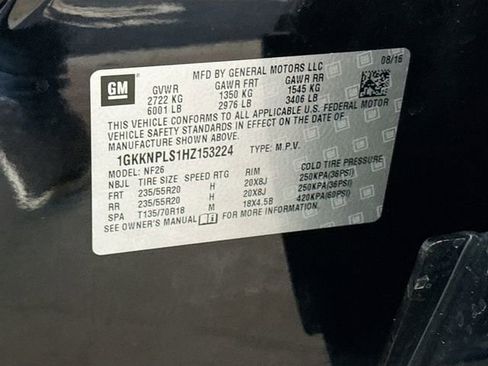 GM
MFD BY GENERAL MOTORS LLC
08/16
GVWR GAWR FRT GAWR RR
2722 KG 1350 KG 1545 KG
6001 LB 2976 LB 3406 LB
THIS VEHICLE CONFORMS TO ALL APPLICABLE U.S. FEDERAL MOTOR
VEHICLE SAFETY STANDARDS IN EFFECT ON THE DATE OF
MANUFACTURE SHOWN ABOVE.
1GKKNPLS1HZ153224 TYPE: M.P.V.
MODEL: NF26
NBJL TIRE SIZE SPEED RTG RIM COLD TIRE PRESSURE
FRT 235/55R20 H 20X8J 250KPA(36PSI)
RR 235/55R20 H 20X8J 250KPA(36PSI)
SPA T135/70R18 M 18X4.5B 420KPA(60PSI)
SEE OWNER'S MANUAL FOR MORE INFORMATION.